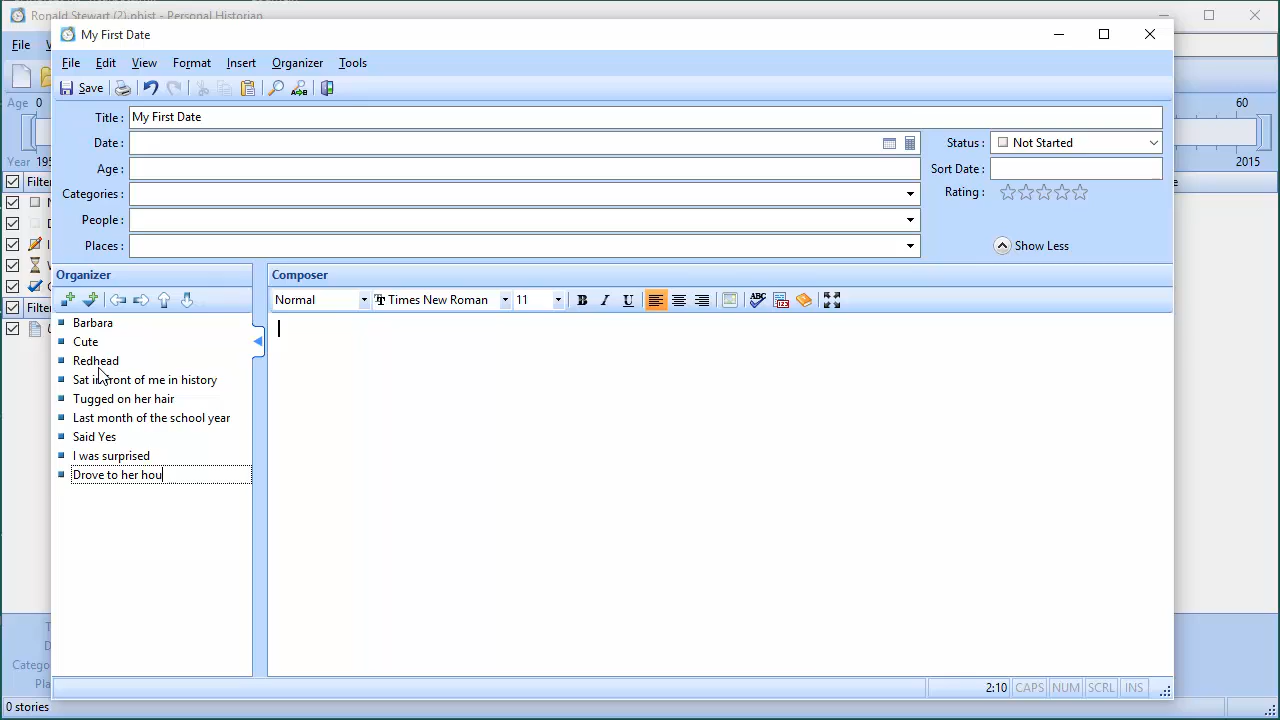 Ronald Stewart (2).phist - Personal Historian
File
My First Date
File Edit View Format Insert Organizer Tools
Save
Age 0
60
Title : My First Date
Date :
Status : Not Started
Year 195
2015
Age :
Sort Date :
Filter
Categories :
Rating :
People :
Places :
Show Less
Organizer
Composer
Normal Times New Roman 11 B I U
Filter
Barbara
Cute
Redhead
Sat in front of me in history
Tugged on her hair
Last month of the school year
Said Yes
I was surprised
Drove to her hou
2:10 CAPS NUM SCRL INS
0 stories